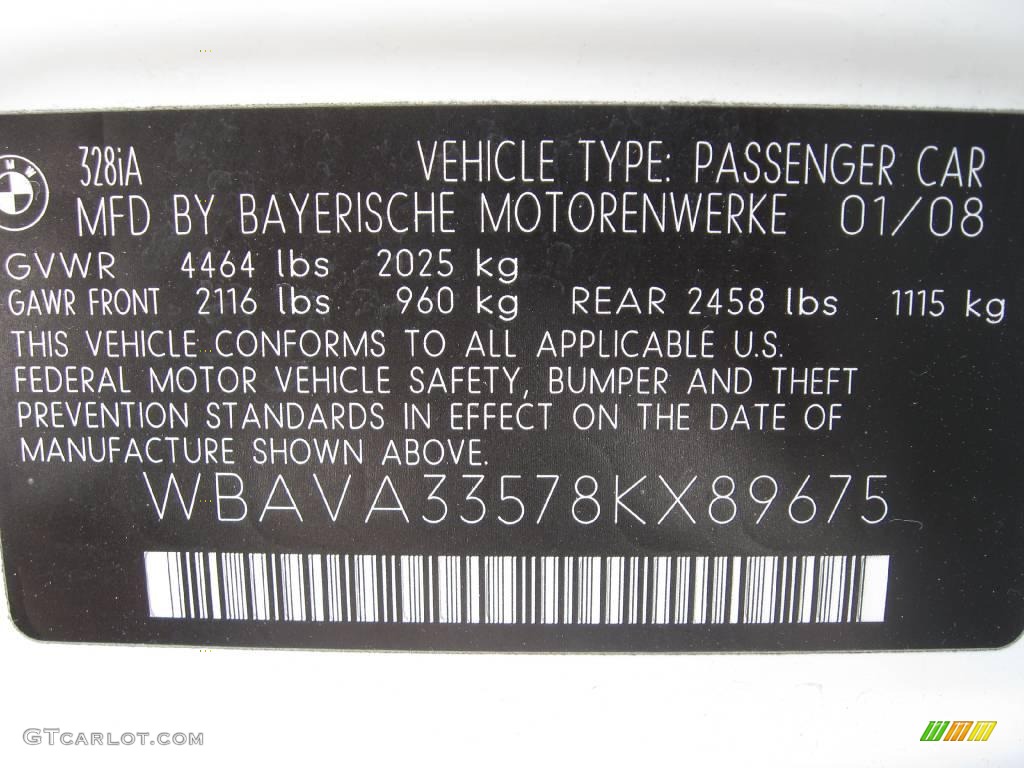 BMW
328iA VEHICLE TYPE: PASSENGER CAR
MFD BY BAYERISCHE MOTORENWERKE 01/08
GVWR 4464 lbs 2025 kg
GAWR FRONT 2116 lbs 960 kg REAR 2458 lbs 1115 kg
THIS VEHICLE CONFORMS TO ALL APPLICABLE U.S.
FEDERAL MOTOR VEHICLE SAFETY, BUMPER AND THEFT
PREVENTION STANDARDS IN EFFECT ON THE DATE OF
MANUFACTURE SHOWN ABOVE.
WBAVA33578KX89675
GTCARLOT.COM